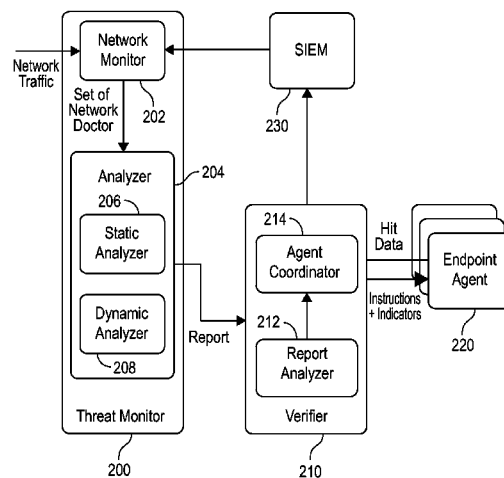 Network
Traffic
Network
Monitor
202
Set of
Network
Doctor
SIEM
230
Analyzer
204
206
Static
Analyzer
Dynamic
Analyzer
208
Report
Threat Monitor
200
214
Agent
Coordinator
212
Report
Analyzer
Verifier
210
Hit
Data
Instructions
+ Indicators
Endpoint
Agent
220